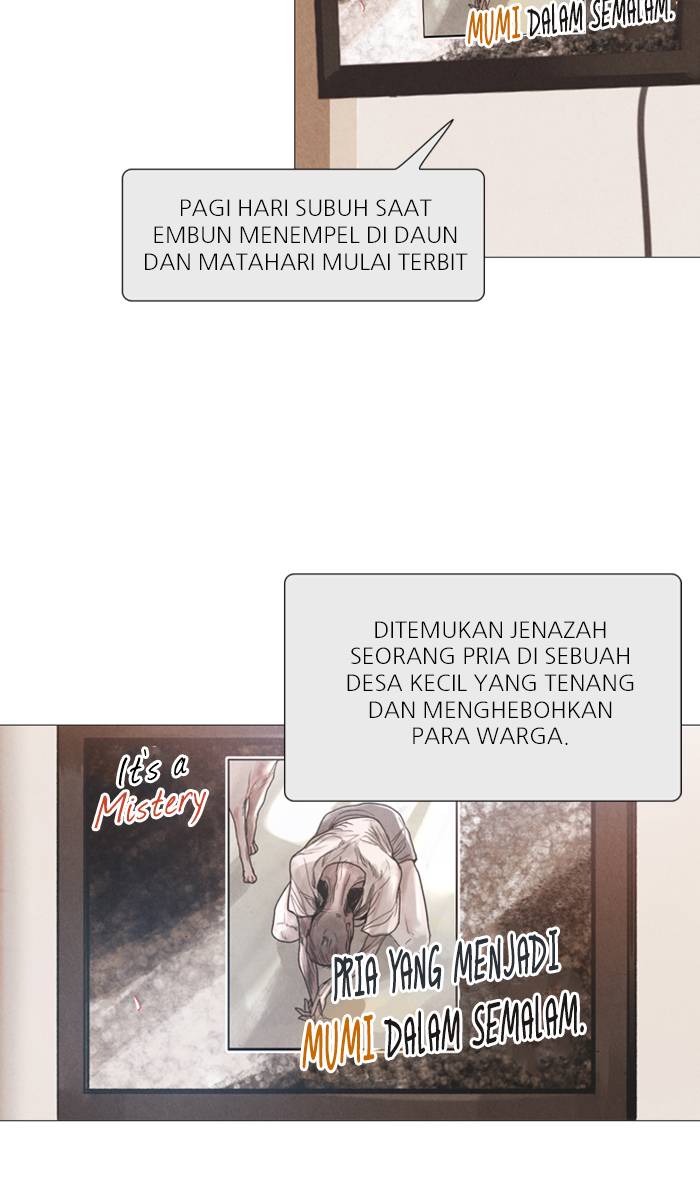 MUMI DALAM SEMALAM.
PAGI HARI SUBUH SAAT
EMBUN MENEMPEL DI DAUN
DAN MATAHARI MULAI TERBIT
DITEMUKAN JENAZAH
SEORANG PRIA DI SEBUAH
DESA KECIL YANG TENANG
DAN MENGHEBOHKAN
PARA WARGA.
It's a
Mistery
PRIA YANG MENJADI
MUMI DALAM SEMALAM.